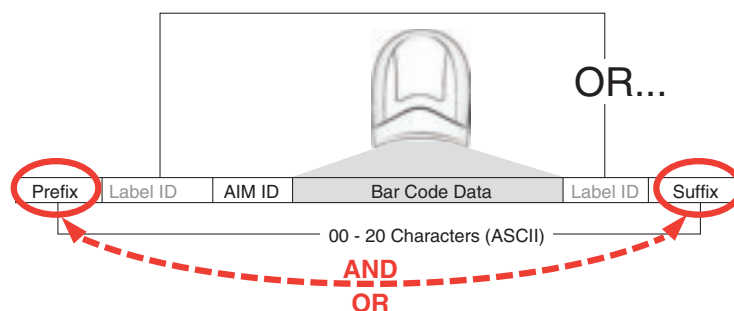 OR...
Prefix Label ID AIM ID Bar Code Data Label ID Suffix
00 - 20 Characters (ASCII)
AND
OR